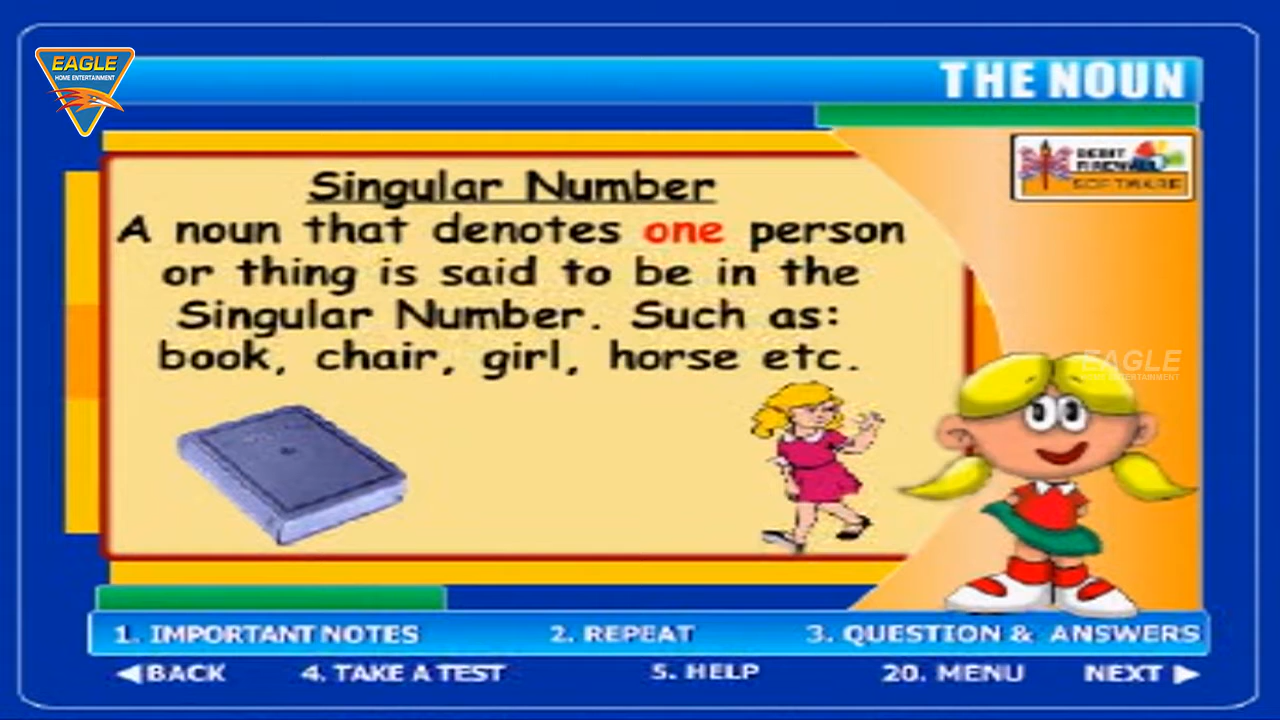 EAGLE
HOME ENTERTAINMENT
THE NOUN
SOFTWARE
Singular Number
A noun that denotes one person
or thing is said to be in the
Singular Number. Such as:
book, chair, girl, horse etc.
EAGLE
HOME ENTERTAINMENT
1. IMPORTANT NOTES 2. REPEAT 3. QUESTION & ANSWERS
◀BACK 4. TAKE A TEST 5. HELP 20. MENU NEXT ▶